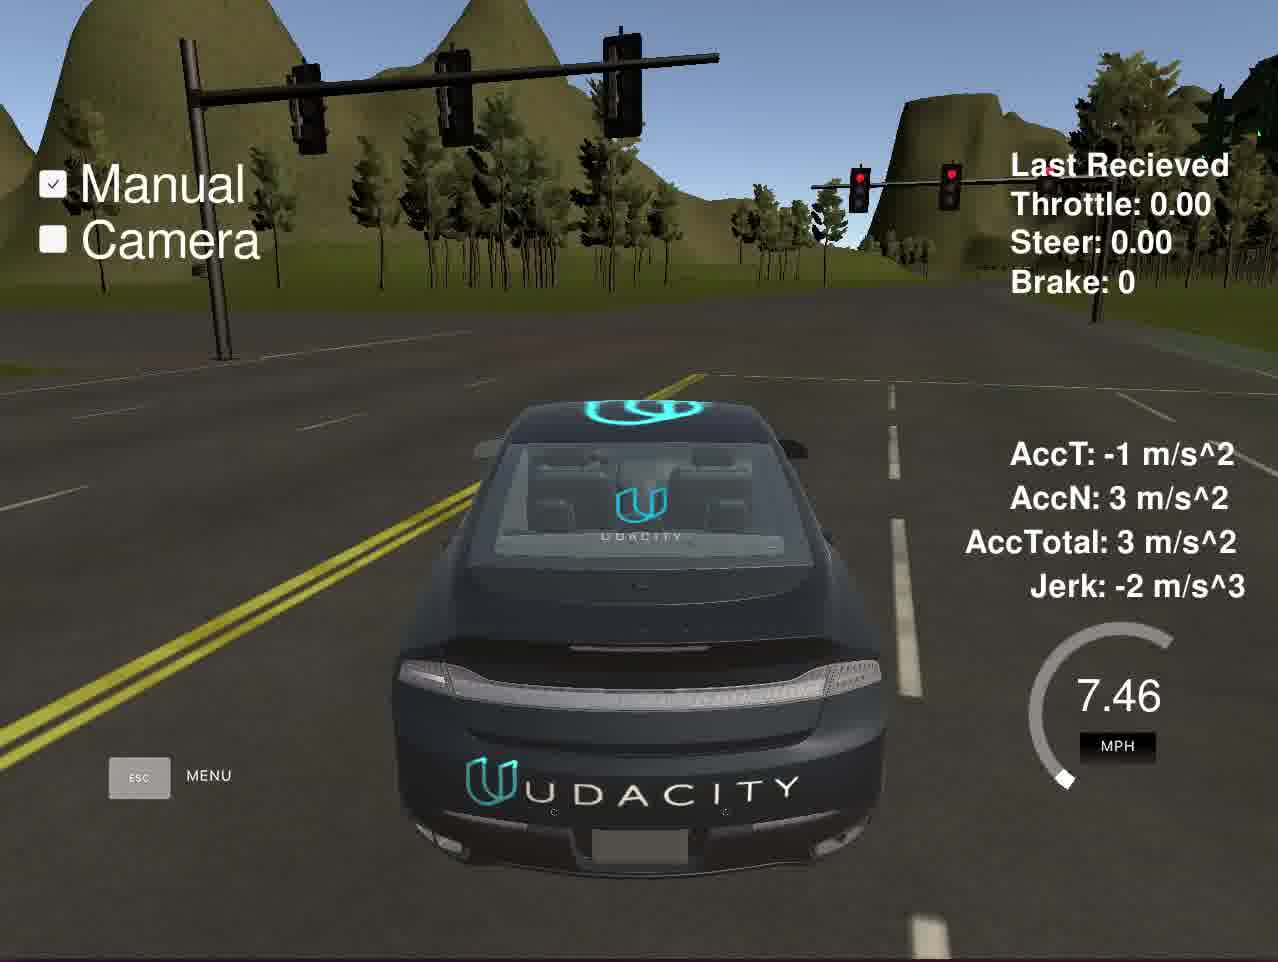 Manual
Camera
Last Recieved
Throttle: 0.00
Steer: 0.00
Brake: 0
UDACITY
AccT: -1 m/s^2
AccN: 3 m/s^2
AccTotal: 3 m/s^2
Jerk: -2 m/s^3
7.46
MPH
ESC MENU
UDACITY